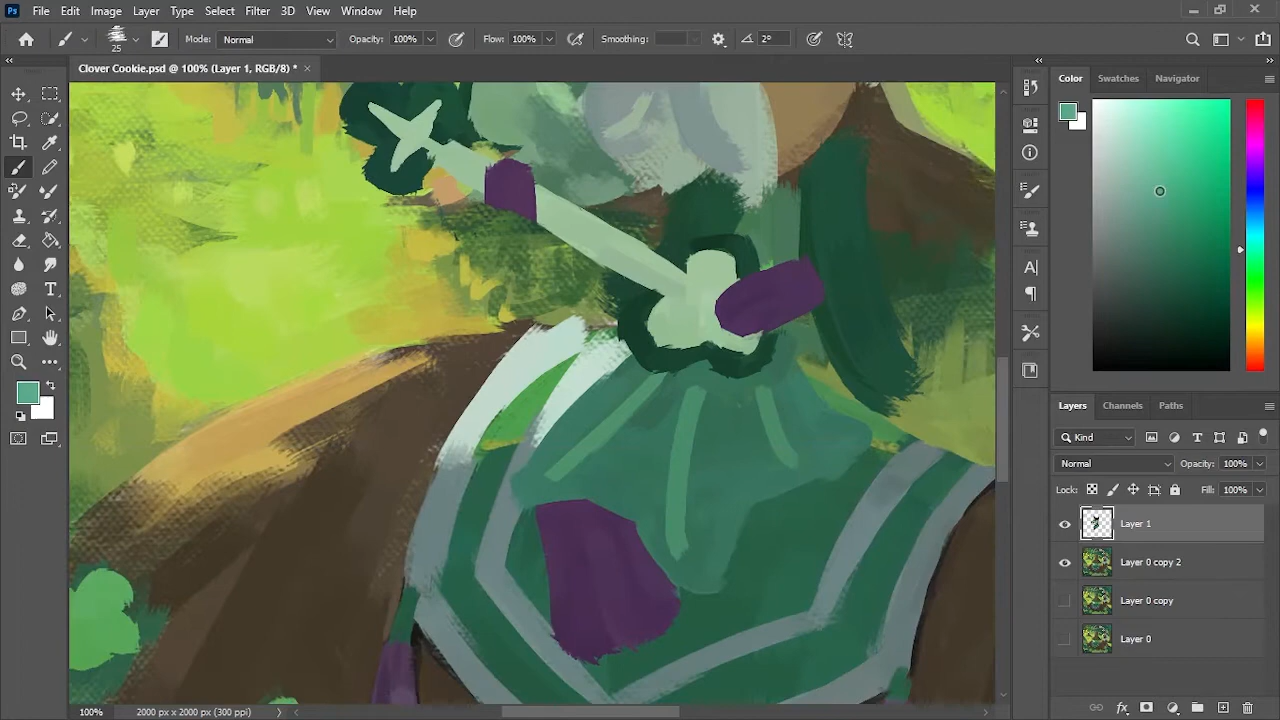 Ps File Edit Image Layer Type Select Filter 3D View Window Help
25 Mode: Normal Opacity: 100% Flow: 100% Smoothing: 2°
Clover Cookie.psd @ 100% (Layer 1, RGB/8) *
Color Swatches Navigator
Layers Channels Paths
Kind
Normal Opacity: 100%
Lock: Fill: 100%
Layer 1
Layer 0 copy 2
Layer 0 copy
Layer 0
100% 2000 px x 2000 px (300 ppi)